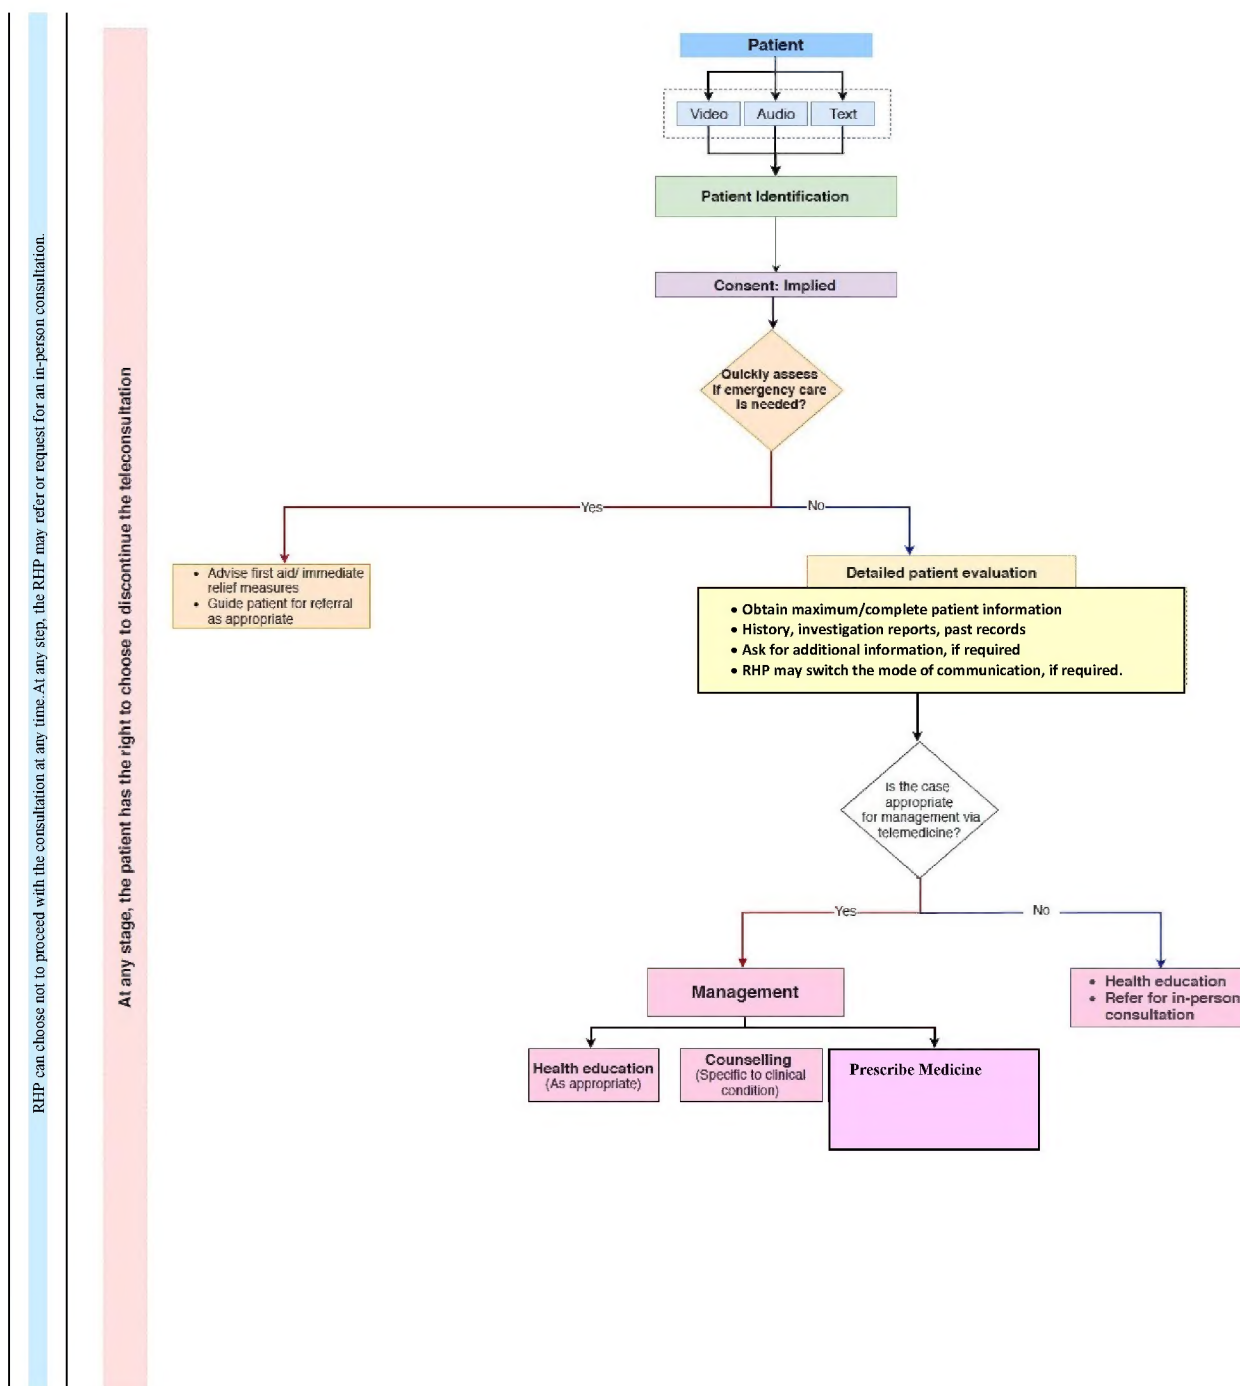 RHP can choose not to proceed with the consultation at any time. At any step, the RHP may refer or request for an in-person consultation.
At any stage, the patient has the right to choose to discontinue the teleconsultation
Patient
Video
Audio
Text
Patient Identification
Consent: Implied
Quickly assess
if emergency care
is needed?
Yes
No
• Advise first aid/ immediate
relief measures
• Guide patient for referral
as appropriate
Detailed patient evaluation
• Obtain maximum/complete patient information
• History, investigation reports, past records
• Ask for additional information, if required
• RHP may switch the mode of communication, if required.
Is the case
appropriate
for management via
telemedicine?
Yes
No
Management
• Health education
• Refer for in-person
consultation
Health education
(As appropriate)
Counselling
(Specific to clinical
condition)
Prescribe Medicine